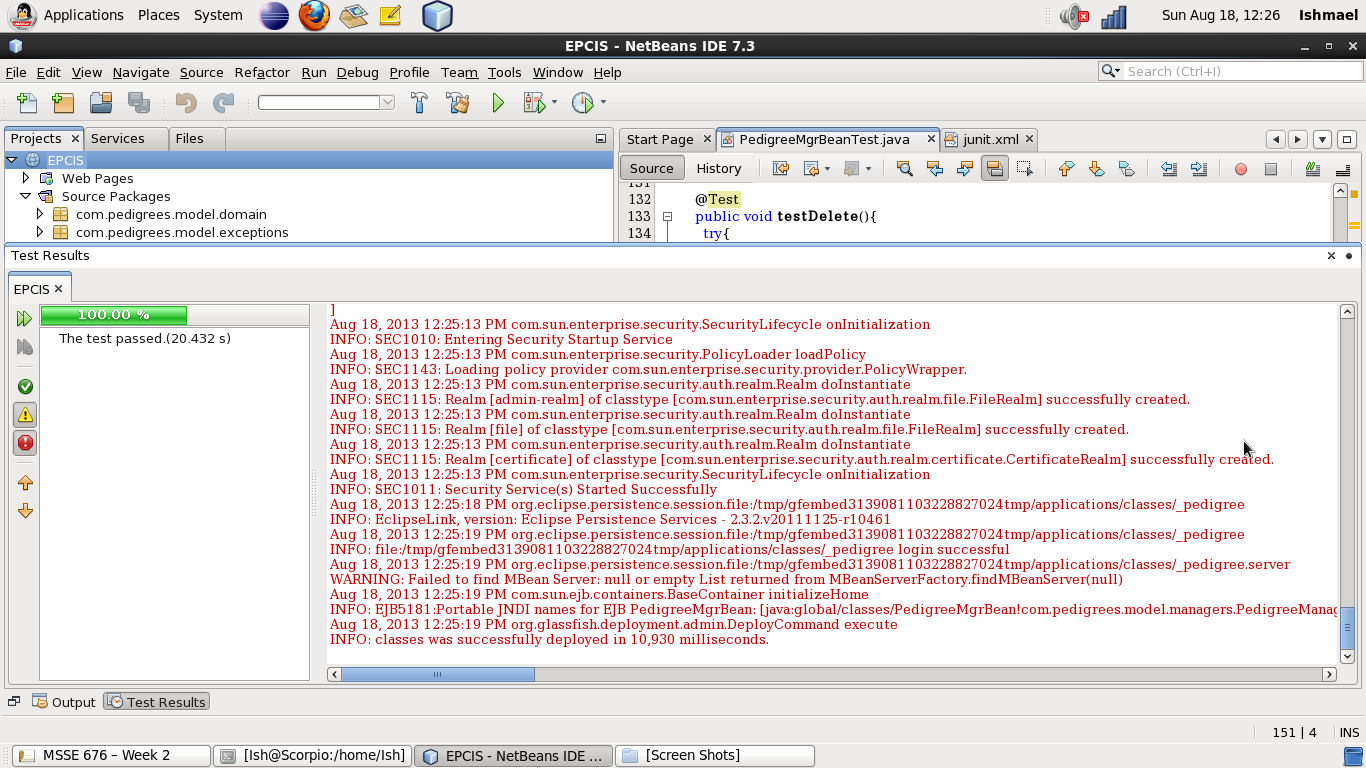 Applications Places System Sun Aug 18, 12:26 Ishmael
EPCIS - NetBeans IDE 7.3
File Edit View Navigate Source Refactor Run Debug Profile Team Tools Window Help Search (Ctrl+I)
Projects Services Files
Start Page PedigreeMgrBeanTest.java junit.xml
EPCIS
Web Pages
Source Packages
com.pedigrees.model.domain
com.pedigrees.model.exceptions
Source History
131
132 @Test
133 public void testDelete(){
134 try{
Test Results
EPCIS
100.00 %
The test passed.(20.432 s)
]
Aug 18, 2013 12:25:13 PM com.sun.enterprise.security.SecurityLifecycle onInitialization
INFO: SEC1010: Entering Security Startup Service
Aug 18, 2013 12:25:13 PM com.sun.enterprise.security.PolicyLoader loadPolicy
INFO: SEC1143: Loading policy provider com.sun.enterprise.security.provider.PolicyWrapper.
Aug 18, 2013 12:25:13 PM com.sun.enterprise.security.auth.realm.Realm doInstantiate
INFO: SEC1115: Realm [admin-realm] of classtype [com.sun.enterprise.security.auth.realm.file.FileRealm] successfully created.
Aug 18, 2013 12:25:13 PM com.sun.enterprise.security.auth.realm.Realm doInstantiate
INFO: SEC1115: Realm [file] of classtype [com.sun.enterprise.security.auth.realm.file.FileRealm] successfully created.
Aug 18, 2013 12:25:13 PM com.sun.enterprise.security.auth.realm.Realm doInstantiate
INFO: SEC1115: Realm [certificate] of classtype [com.sun.enterprise.security.auth.realm.certificate.CertificateRealm] successfully created.
Aug 18, 2013 12:25:13 PM com.sun.enterprise.security.SecurityLifecycle onInitialization
INFO: SEC1011: Security Service(s) Started Successfully
Aug 18, 2013 12:25:18 PM org.eclipse.persistence.session.file:/tmp/gfembed3139081103228827024tmp/applications/classes/_pedigree
INFO: EclipseLink, version: Eclipse Persistence Services - 2.3.2.v20111125-r10461
Aug 18, 2013 12:25:19 PM org.eclipse.persistence.session.file:/tmp/gfembed3139081103228827024tmp/applications/classes/_pedigree
INFO: file:/tmp/gfembed3139081103228827024tmp/applications/classes/_pedigree login successful
Aug 18, 2013 12:25:19 PM org.eclipse.persistence.session.file:/tmp/gfembed3139081103228827024tmp/applications/classes/_pedigree.server
WARNING: Failed to find MBean Server: null or empty List returned from MBeanServerFactory.findMBeanServer(null)
Aug 18, 2013 12:25:19 PM com.sun.ejb.containers.BaseContainer initializeHome
INFO: EJB5181:Portable JNDI names for EJB PedigreeMgrBean: [java:global/classes/PedigreeMgrBean!com.pedigrees.model.managers.PedigreeManag
Aug 18, 2013 12:25:19 PM org.glassfish.deployment.admin.DeployCommand execute
INFO: classes was successfully deployed in 10,930 milliseconds.
Output Test Results
151 | 4 INS
MSSE 676 – Week 2 [Ish@Scorpio:/home/Ish] EPCIS - NetBeans IDE ... [Screen Shots]